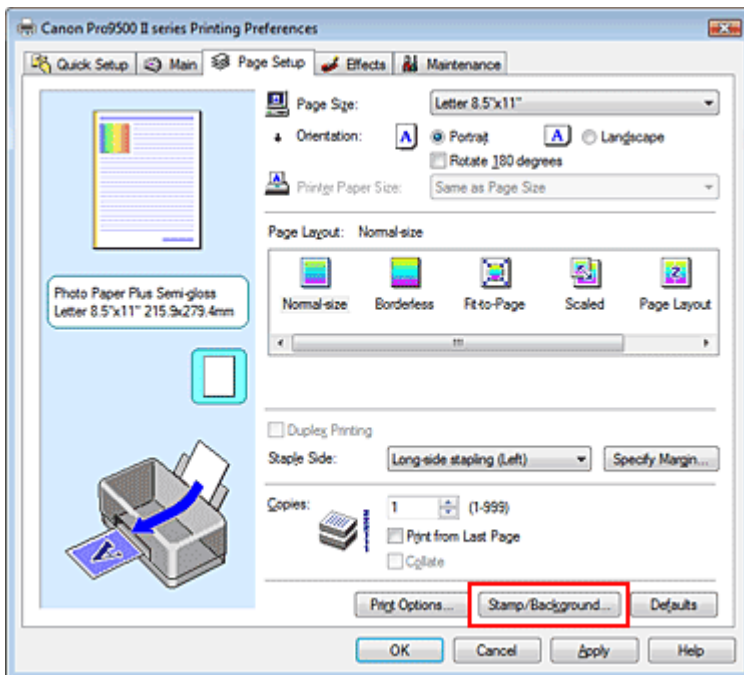 Canon Pro9500 II series Printing Preferences
Quick Setup Main Page Setup Effects Maintenance
Page Size: Letter 8.5"x11"
Orientation: A Portrait A Landscape
Rotate 180 degrees
Printer Paper Size: Same as Page Size
Page Layout: Normal-size
Normal-size Borderless Fit-to-Page Scaled Page Layout
Photo Paper Plus Semi-gloss
Letter 8.5"x11" 215.9x279.4mm
Duplex Printing
Staple Side: Long-side stapling (Left) Specify Margin...
Copies: 1 (1-999)
Print from Last Page
Collate
Print Options... Stamp/Background... Defaults
OK Cancel Apply Help